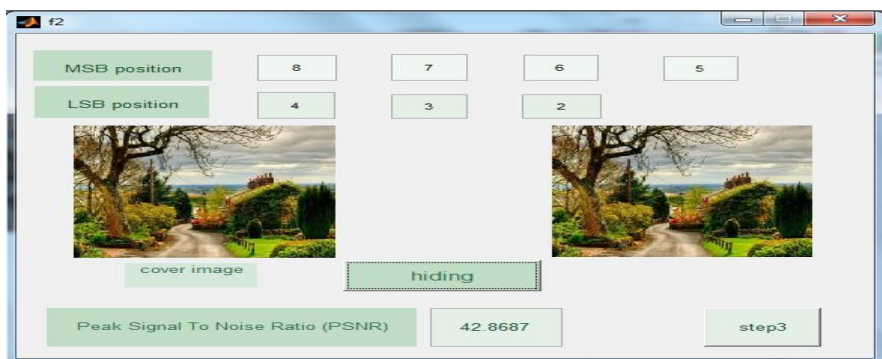 f2
MSB position 8 7 6 5
LSB position 4 3 2
cover image
hiding
Peak Signal To Noise Ratio (PSNR) 42.8687 step3